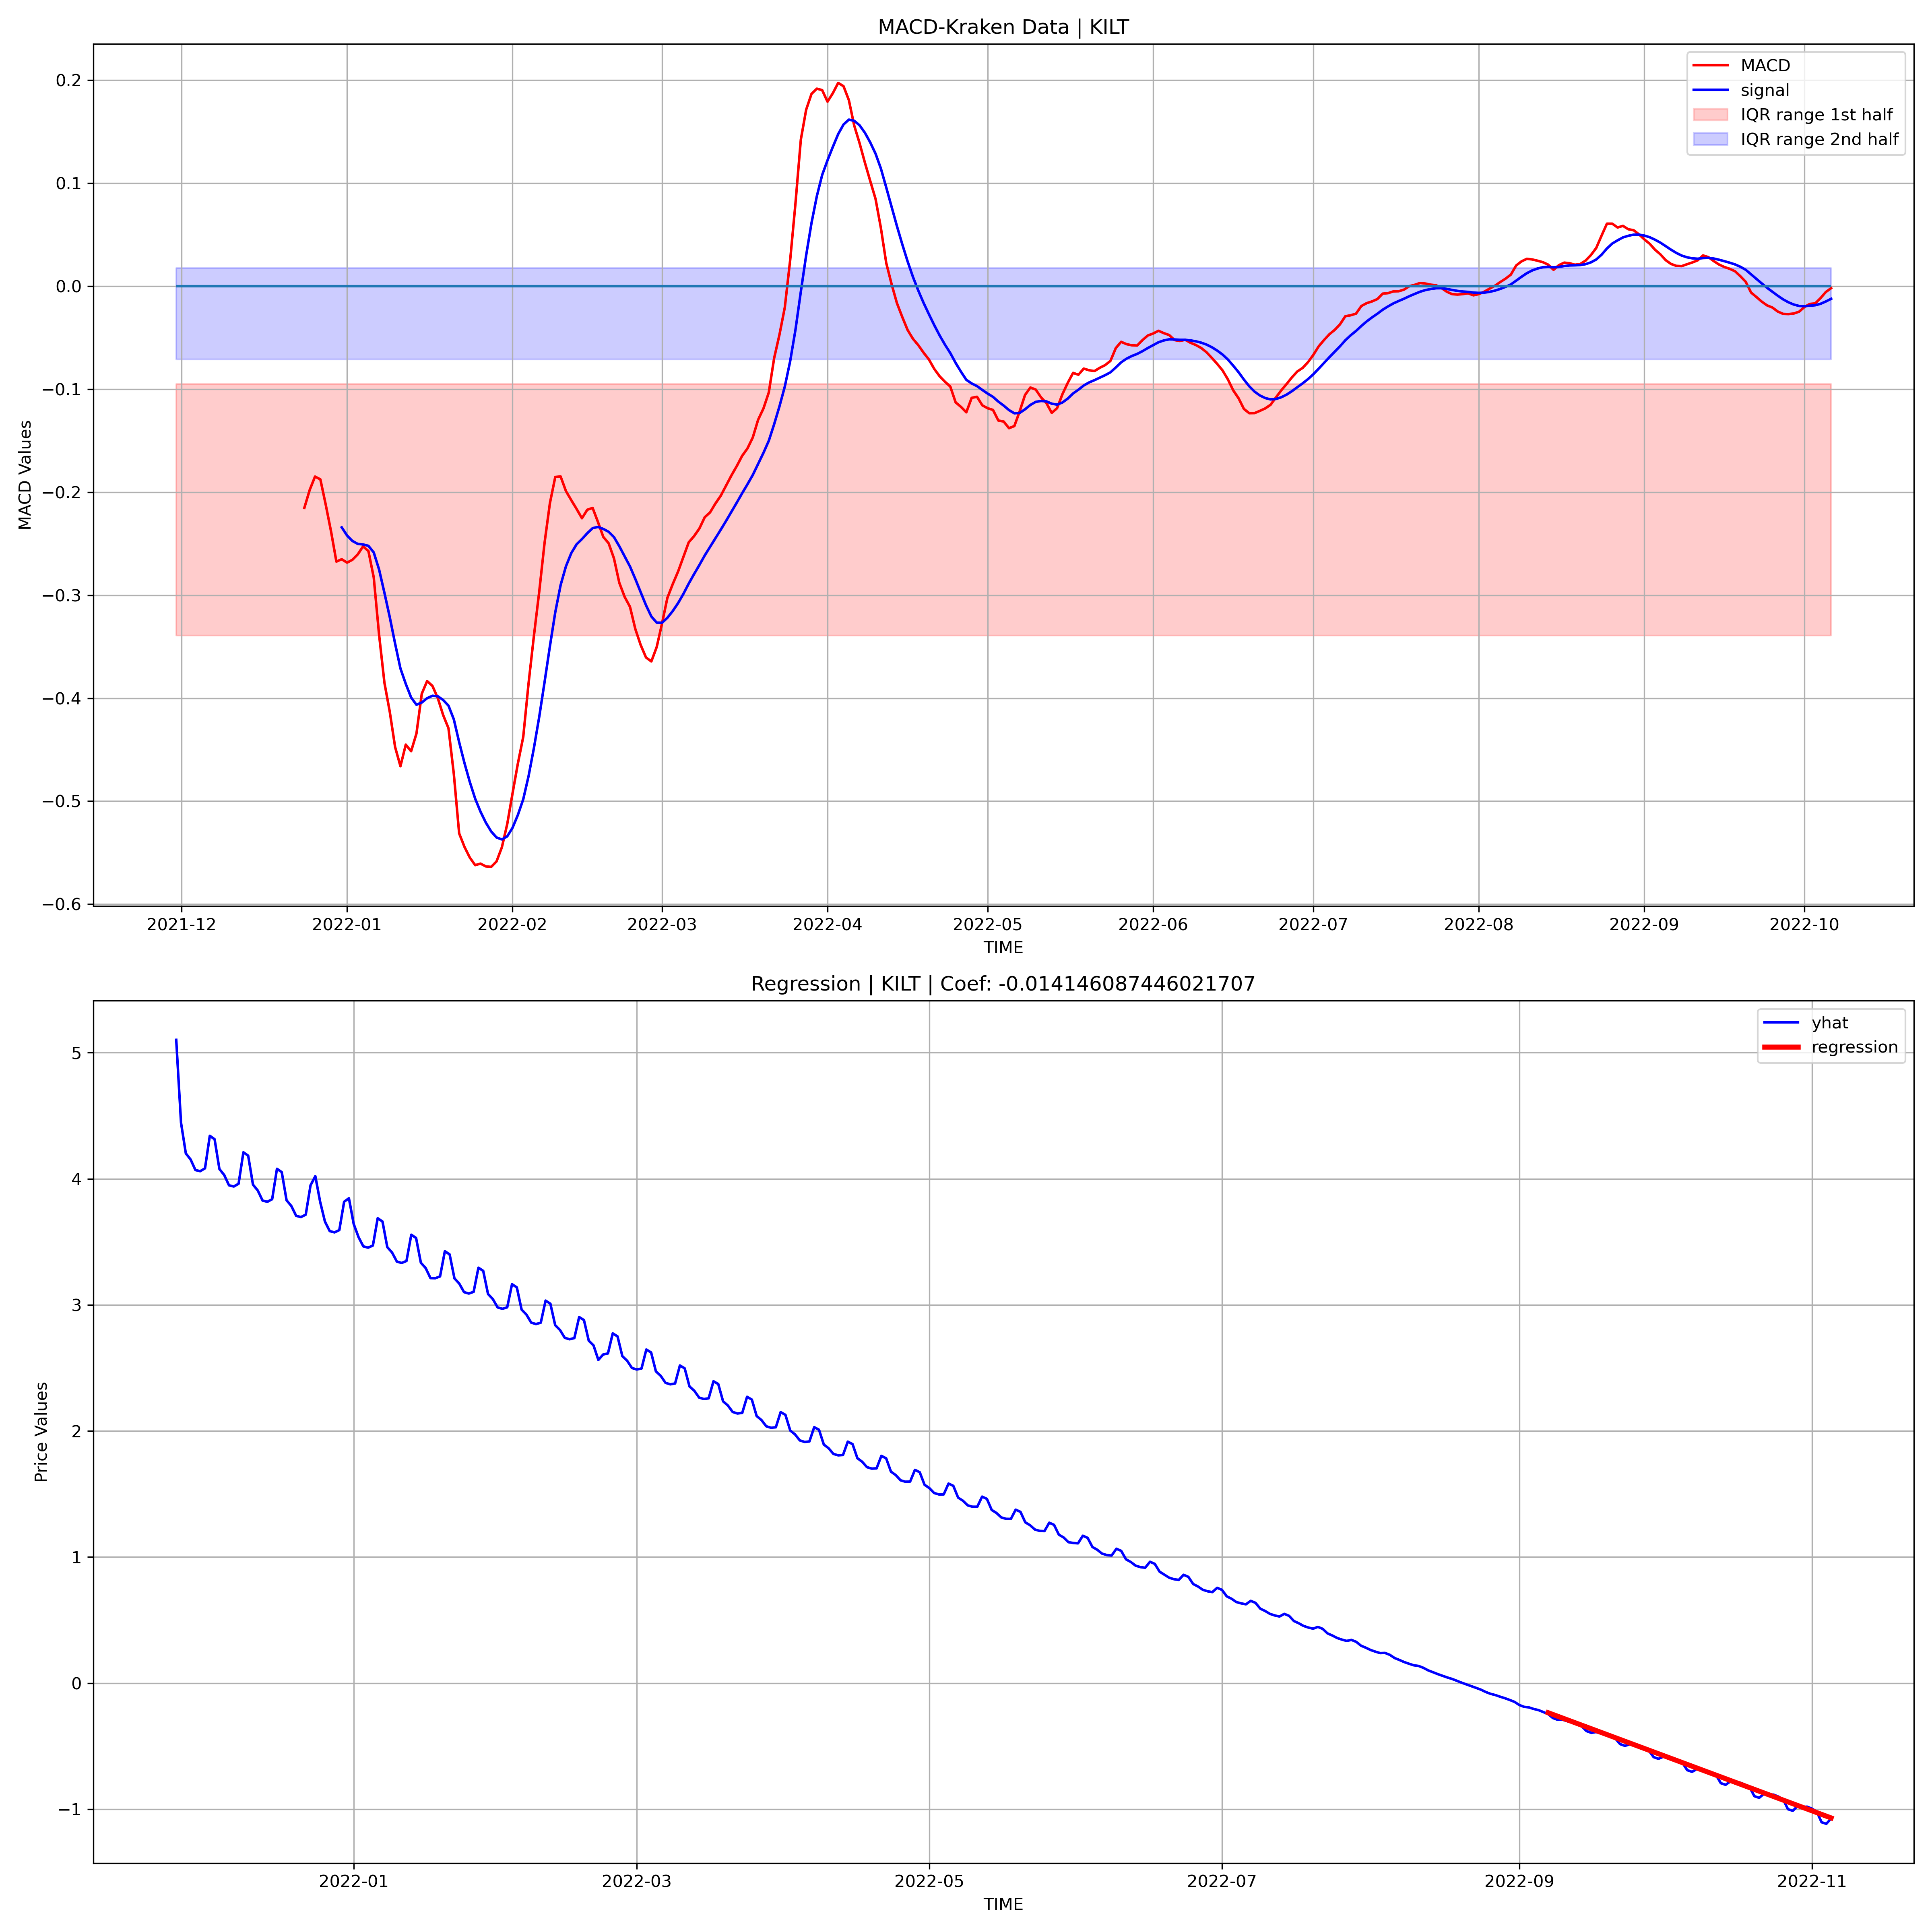 MACD-Kraken Data | KILT
MACD
signal
IQR range 1st half
IQR range 2nd half
MACD Values
0.2
0.1
0.0
−0.1
−0.2
−0.3
−0.4
−0.5
−0.6
2021-12 2022-01 2022-02 2022-03 2022-04 2022-05 2022-06 2022-07 2022-08 2022-09 2022-10
TIME
Regression | KILT | Coef: -0.014146087446021707
yhat
regression
Price Values
5
4
3
2
1
0
−1
2022-01 2022-03 2022-05 2022-07 2022-09 2022-11
TIME